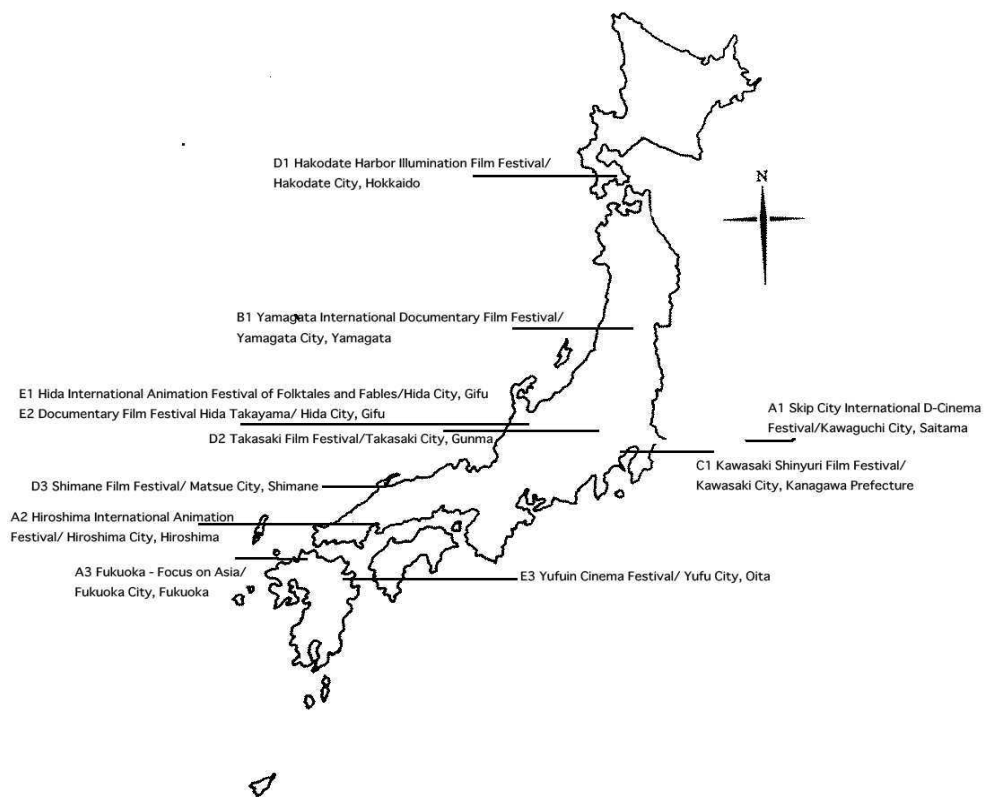 N
D1 Hakodate Harbor Illumination Film Festival/
Hakodate City, Hokkaido
B1 Yamagata International Documentary Film Festival/
Yamagata City, Yamagata
E1 Hida International Animation Festival of Folktales and Fables/Hida City, Gifu
E2 Documentary Film Festival Hida Takayama/ Hida City, Gifu
D2 Takasaki Film Festival/Takasaki City, Gunma
A1 Skip City International D-Cinema
Festival/Kawaguchi City, Saitama
C1 Kawasaki Shinyuri Film Festival/
Kawasaki City, Kanagawa Prefecture
D3 Shimane Film Festival/ Matsue City, Shimane
A2 Hiroshima International Animation
Festival/ Hiroshima City, Hiroshima
A3 Fukuoka - Focus on Asia/
Fukuoka City, Fukuoka
E3 Yufuin Cinema Festival/ Yufu City, Oita